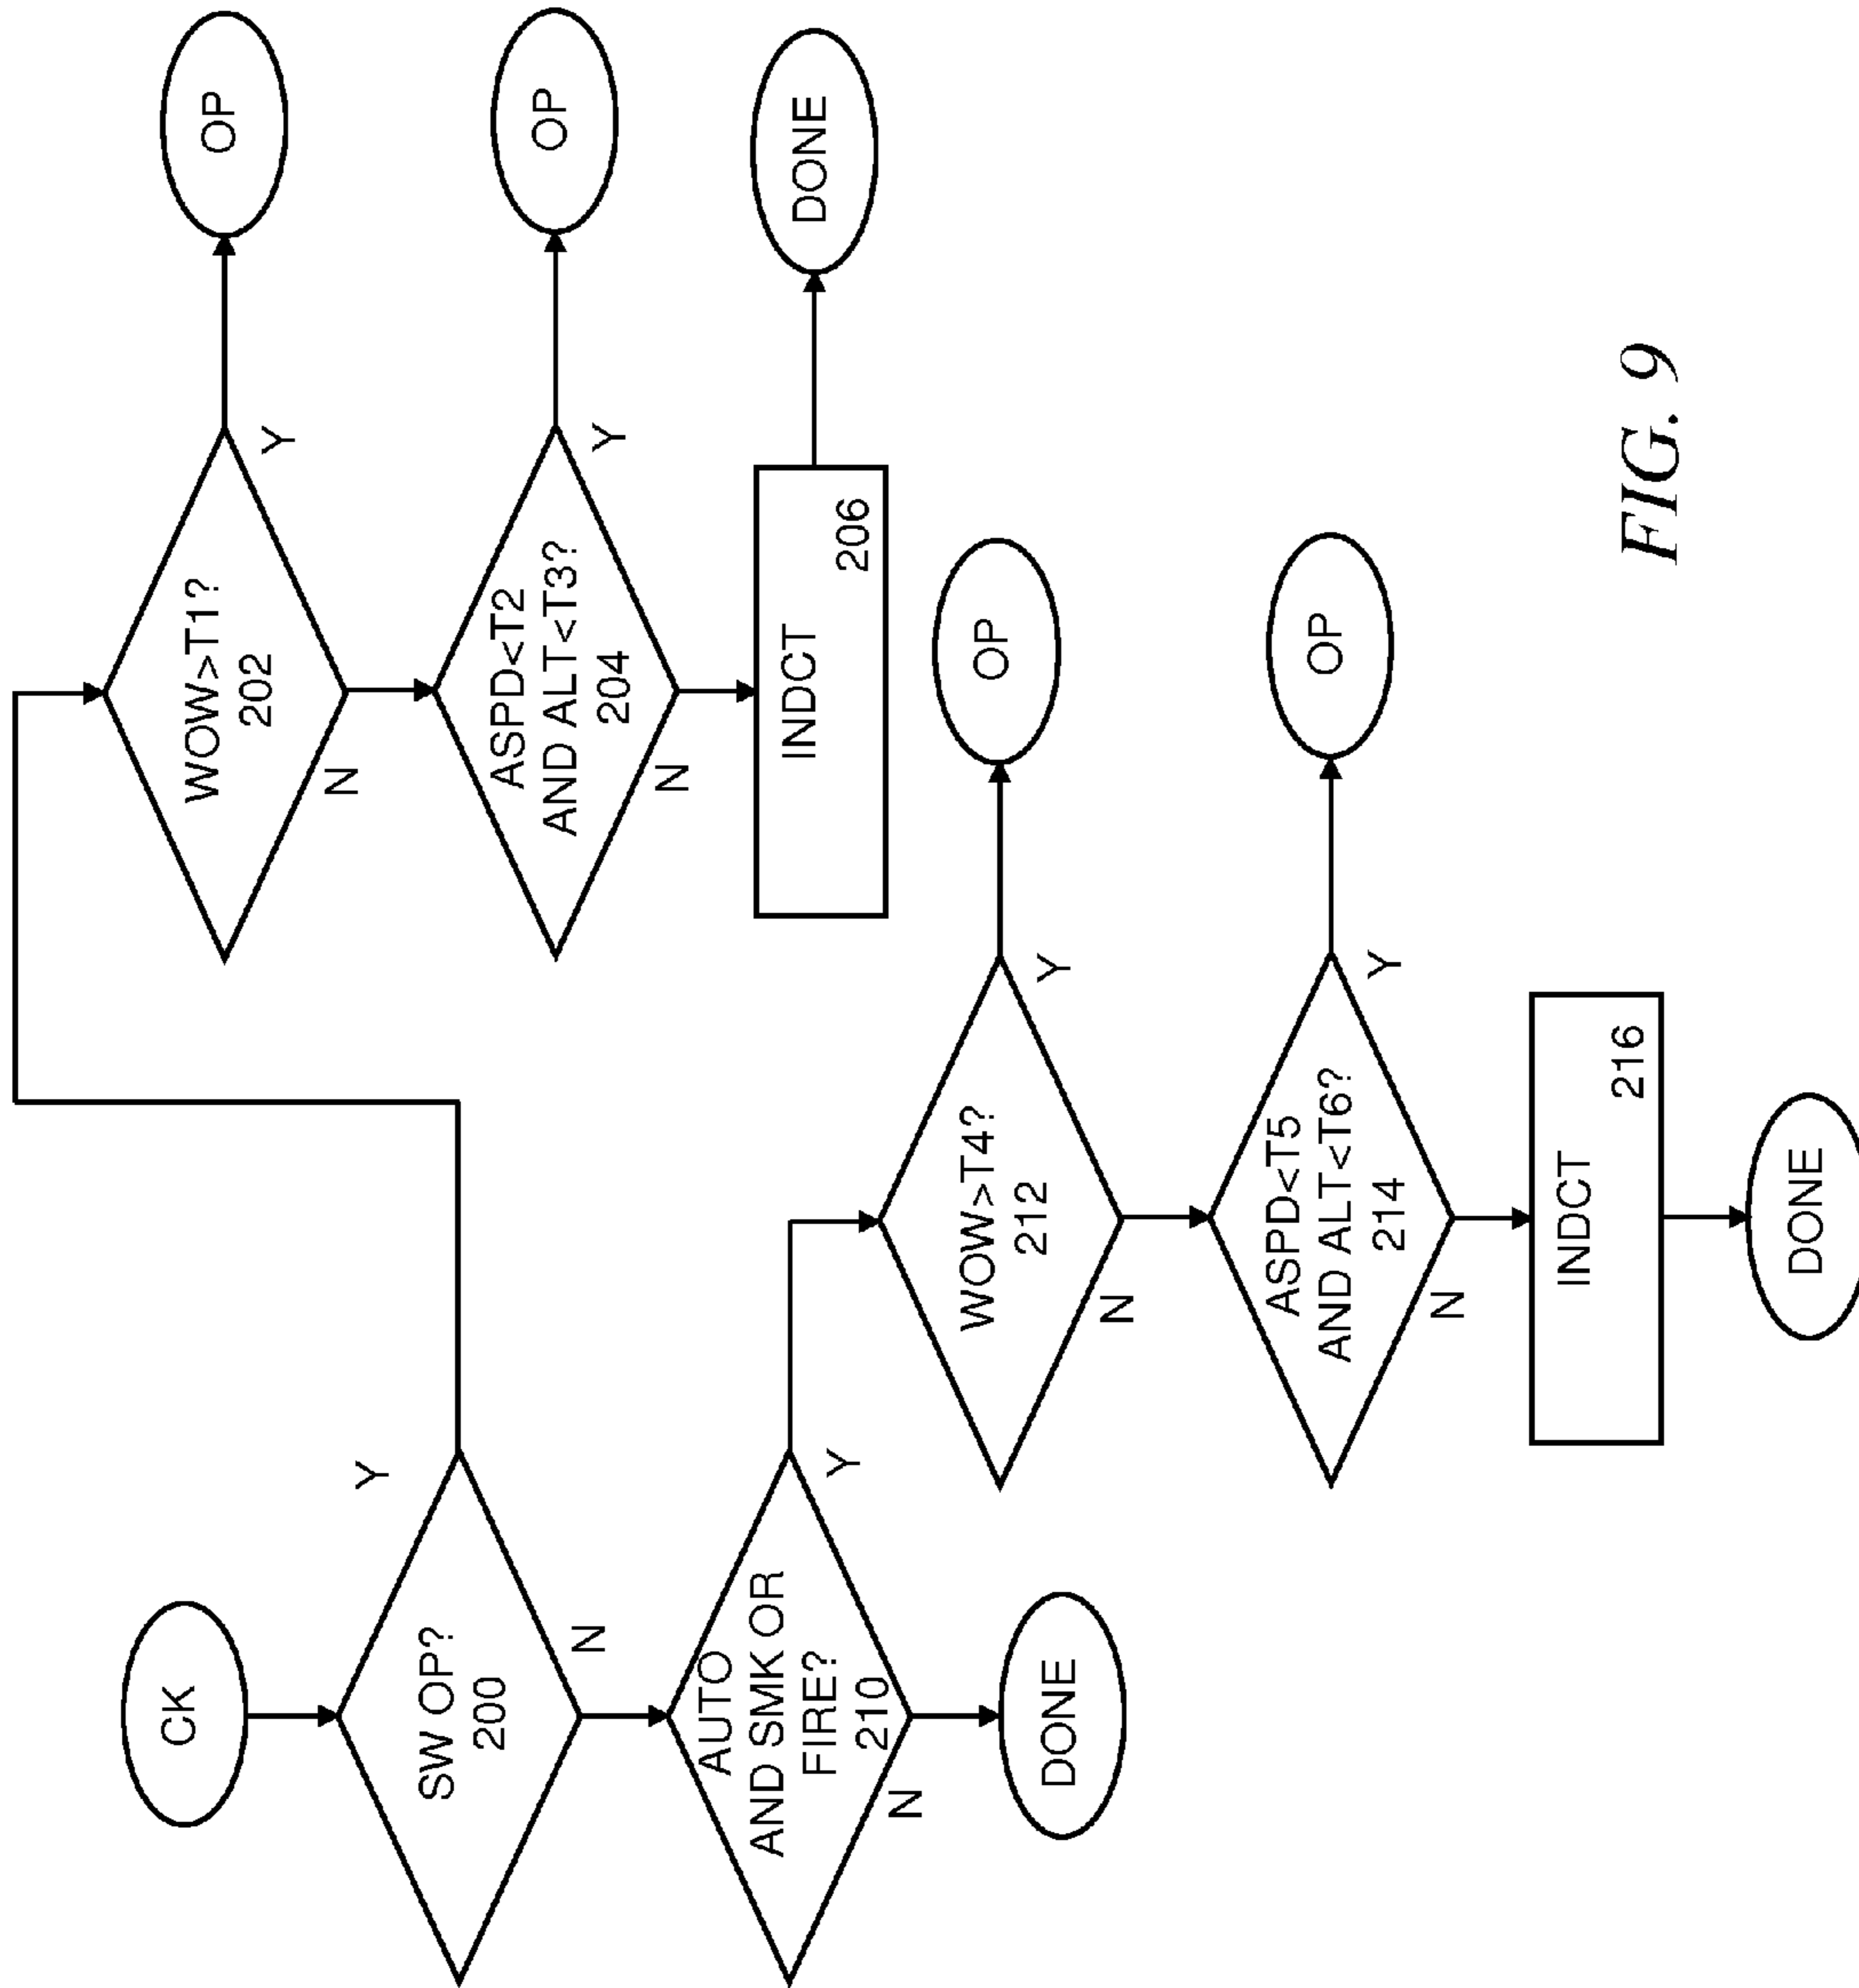 CK
SW OP?
200
Y
N
AUTO
AND SMK OR
FIRE?
210
Y
N
DONE
WOW>T1?
202
Y
N
OP
ASPD<T2
AND ALT<T3?
204
Y
N
OP
INDCT
206
DONE
WOW>T4?
212
Y
N
OP
ASPD<T5
AND ALT<T6?
214
Y
N
OP
INDCT
216
DONE
FIG. 9